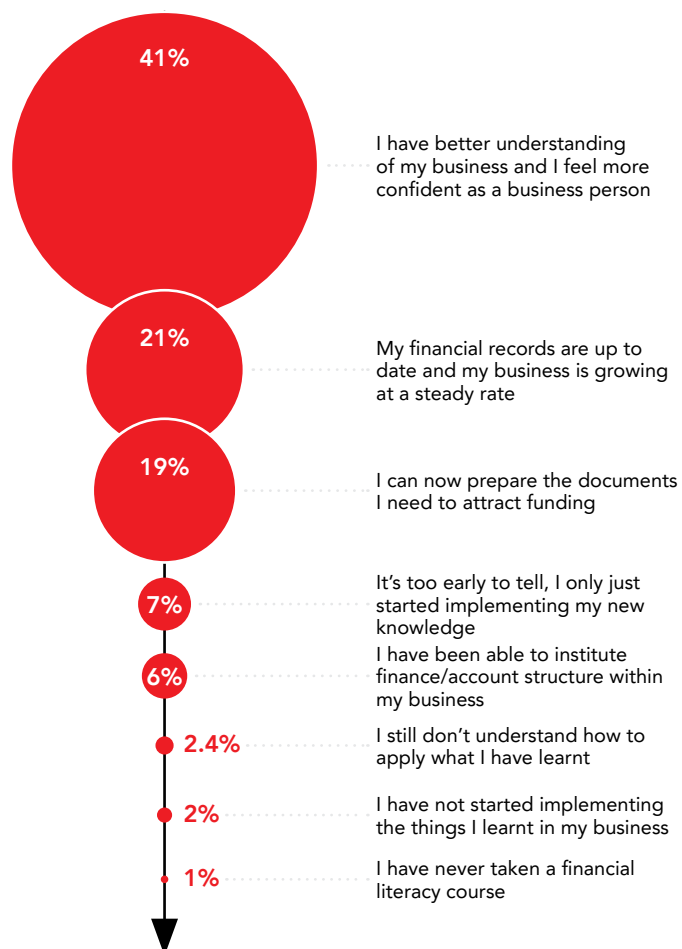 41%
I have better understanding
of my business and I feel more
confident as a business person
21%
My financial records are up to
date and my business is growing
at a steady rate
19%
I can now prepare the documents
I need to attract funding
7%
It’s too early to tell, I only just
started implementing my new
knowledge
6%
I have been able to institute
finance/account structure within
my business
2.4%
I still don’t understand how to
apply what I have learnt
2%
I have not started implementing
the things I learnt in my business
1%
I have never taken a financial
literacy course